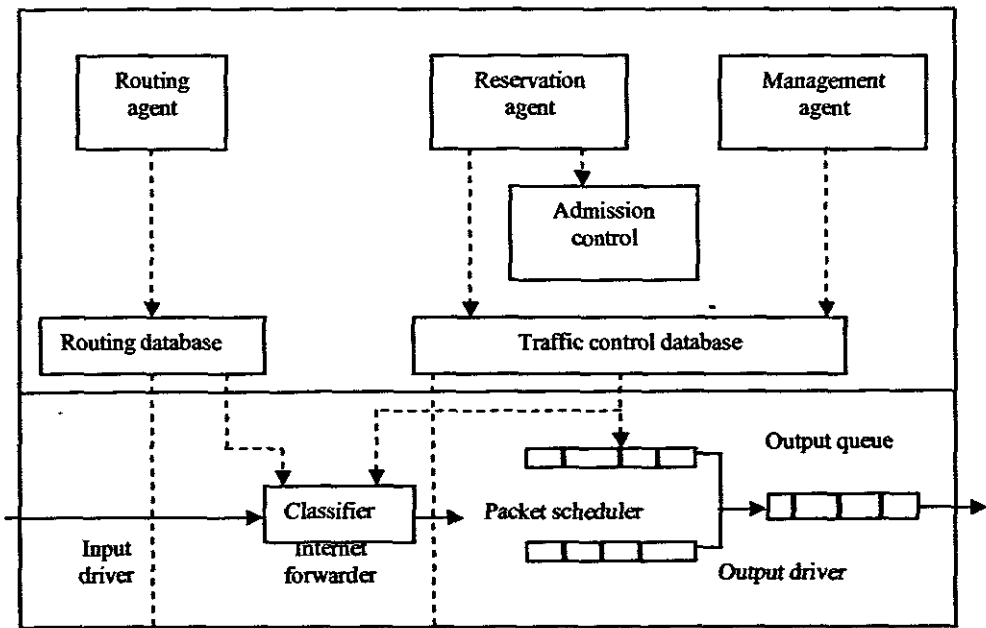 Routing
agent
Reservation
agent
Management
agent
Admission
control
Routing database
Traffic control database
Output queue
Classifier
Packet scheduler
Input
driver
Internet
forwarder
Output driver